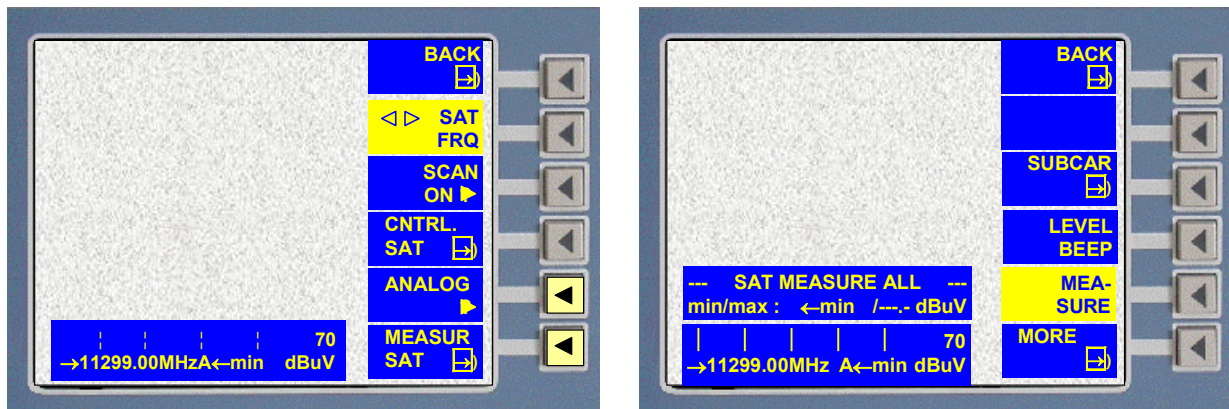 BACK
◁ ▷ SAT
FRQ
SCAN
ON ▶
CNTRL.
SAT
ANALOG
▶
MEASUR
SAT
70
→11299.00MHzA←min dBuV
BACK
SUBCAR
LEVEL
BEEP
MEA-
SURE
MORE
--- SAT MEASURE ALL ---
min/max : ←min /---.- dBuV
70
→11299.00MHz A←min dBuV